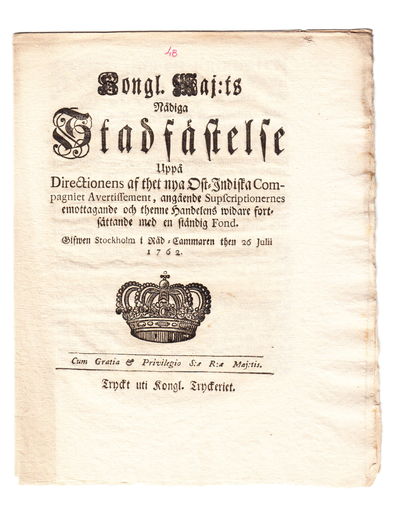 48
Kongl. Maj:ts
Nådiga
Stadfästelse
Uppå
Directionens af thet nya Ost-Indiska Com-
pagniet Avertissement, angående Supscriptionernes
emottagande och thenne Handelens widare fort-
sättande med en ständig Fond.
Gifwen Stockholm i Råd-Cammaren then 26 Julii
1762.
Cum Gratia & Privilegio S:æ R:æ Maj:tis.
Tryckt uti Kongl. Tryckeriet.